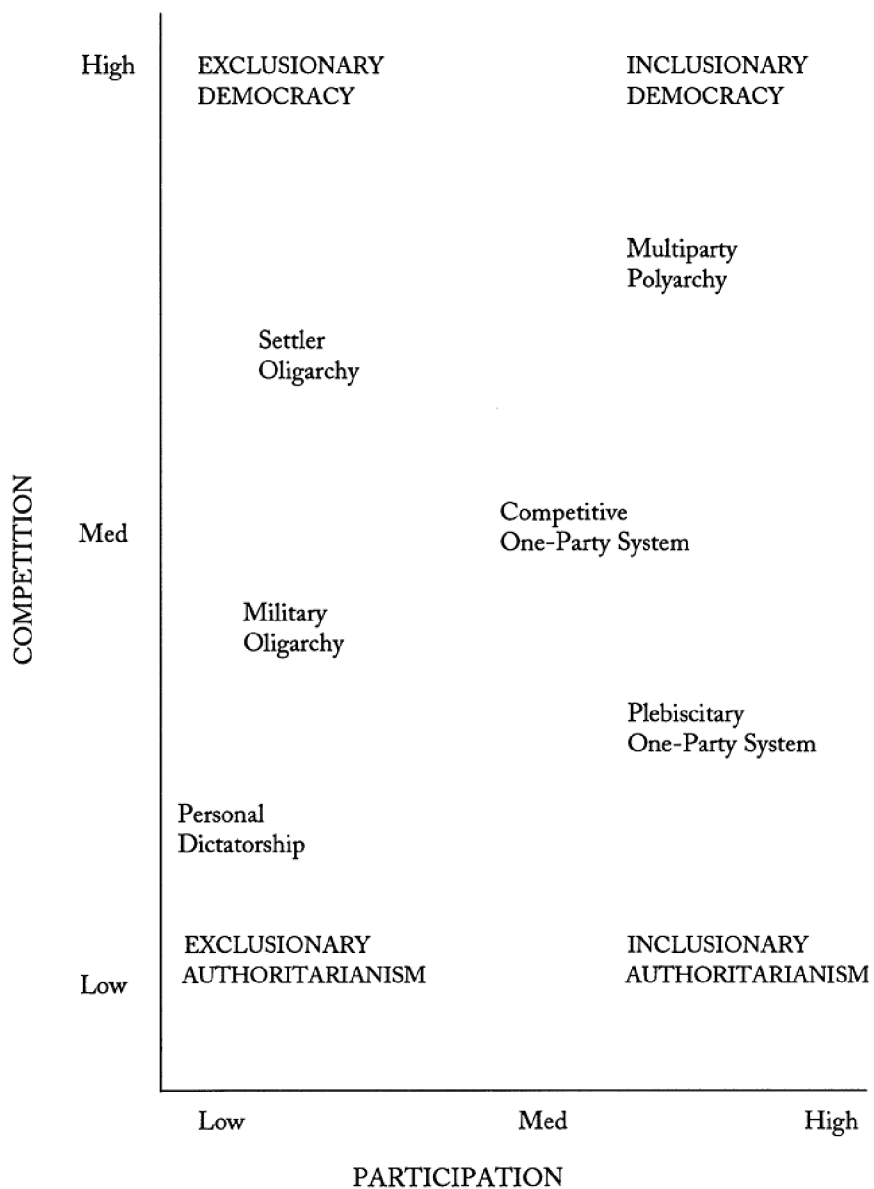 High
EXCLUSIONARY
DEMOCRACY
INCLUSIONARY
DEMOCRACY
Multiparty
Polyarchy
Settler
Oligarchy
COMPETITION
Med
Competitive
One-Party System
Military
Oligarchy
Plebiscitary
One-Party System
Personal
Dictatorship
Low
EXCLUSIONARY
AUTHORITARIANISM
INCLUSIONARY
AUTHORITARIANISM
Low
Med
High
PARTICIPATION